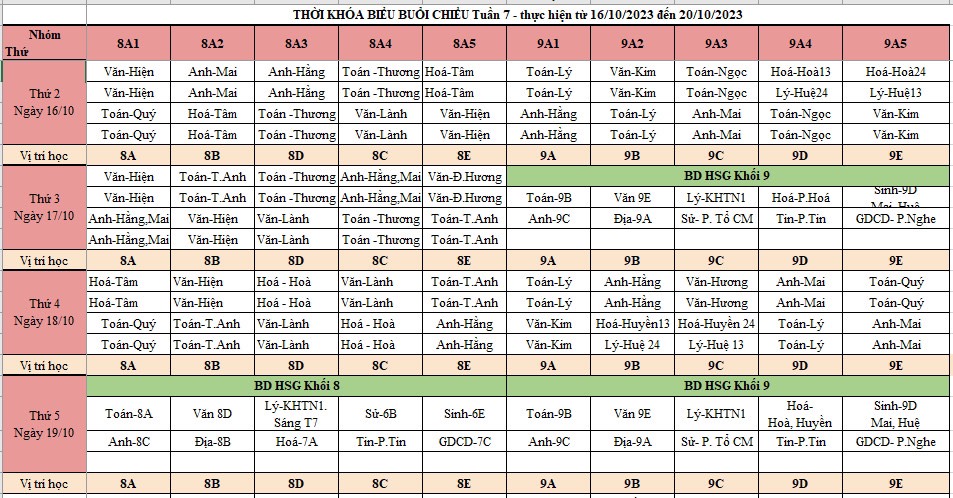 THỜI KHÓA BIỂU BUỔI CHIỀU Tuần 7 - thực hiện từ 16/10/2023 đến 20/10/2023
Nhóm 8A1 8A2 8A3 8A4 8A5 9A1 9A2 9A3 9A4 9A5
Thứ
Văn-Hiện Anh-Mai Anh-Hằng Toán -Thương Hoá-Tâm Toán-Lý Văn-Kim Toán-Ngọc Hoá-Hoà13 Hoá-Hoà24
Thứ 2 Văn-Hiện Anh-Mai Anh-Hằng Toán -Thương Hoá-Tâm Toán-Lý Văn-Kim Toán-Ngọc Lý-Huệ24 Lý-Huệ13
Ngày 16/10 Toán-Quý Hoá-Tâm Toán -Thương Văn-Lành Văn-Hiện Anh-Hằng Toán-Lý Anh-Mai Toán-Ngọc Văn-Kim
Toán-Quý Hoá-Tâm Toán -Thương Văn-Lành Văn-Hiện Anh-Hằng Toán-Lý Anh-Mai Toán-Ngọc Văn-Kim
Vị trí học 8A 8B 8D 8C 8E 9A 9B 9C 9D 9E
Văn-Hiện Toán-T.Anh Toán -Thương Anh-Hằng,Mai Văn-Đ.Hương BD HSG Khối 9
Thứ 3 Văn-Hiện Toán-T.Anh Toán -Thương Anh-Hằng,Mai Văn-Đ.Hương Toán-9B Văn 9E Lý-KHTN1 Hoá-P.Hoá Sinh-9D
Mai, Huệ
Ngày 17/10 Anh-Hằng,Mai Văn-Hiện Văn-Lành Toán -Thương Toán-T.Anh Anh-9C Địa-9A Sử- P. Tổ CM Tin-P.Tin GDCD- P.Nghe
Anh-Hằng,Mai Văn-Hiện Văn-Lành Toán -Thương Toán-T.Anh
Vị trí học 8A 8B 8D 8C 8E 9A 9B 9C 9D 9E
Hoá-Tâm Văn-Hiện Hoá - Hoà Văn-Lành Toán-T.Anh Toán-Lý Anh-Hằng Văn-Hương Anh-Mai Toán-Quý
Thứ 4 Hoá-Tâm Văn-Hiện Hoá - Hoà Văn-Lành Toán-T.Anh Toán-Lý Anh-Hằng Văn-Hương Anh-Mai Toán-Quý
Ngày 18/10 Toán-Quý Toán-T.Anh Văn-Lành Hoá - Hoà Anh-Hằng Văn-Kim Hoá-Huyền13 Hoá-Huyền 24 Toán-Lý Anh-Mai
Toán-Quý Toán-T.Anh Văn-Lành Hoá - Hoà Anh-Hằng Văn-Kim Lý-Huệ 24 Lý-Huệ 13 Toán-Lý Anh-Mai
Vị trí học 8A 8B 8D 8C 8E 9A 9B 9C 9D 9E
BD HSG Khối 8 BD HSG Khối 9
Thứ 5 Toán-8A Văn 8D Lý-KHTN1. Sử-6B Sinh-6E Toán-9B Văn 9E Lý-KHTN1 Hoá- Sinh-9D
Sáng T7 Hoà, Huyền Mai, Huệ
Ngày 19/10 Anh-8C Địa-8B Hoá-7A Tin-P.Tin GDCD-7C Anh-9C Địa-9A Sử- P. Tổ CM Tin-P.Tin GDCD- P.Nghe
Vị trí học 8A 8B 8D 8C 8E 9A 9B 9C 9D 9E